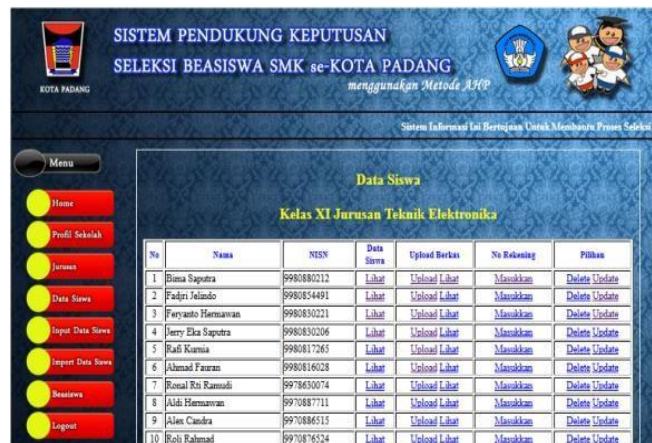 SISTEM PENDUKUNG KEPUTUSAN
SELEKSI BEASISWA SMK se-KOTA PADANG
menggunakan Metode AHP
KOTA PADANG
Sistem Informasi Ini Bertujuan Untuk Membantu Proses Seleksi
Menu
Home
Profil Sekolah
Jurusan
Data Siswa
Input Data Siswa
Import Data Siswa
Beasiswa
Logout
Data Siswa
Kelas XI Jurusan Teknik Elektronika
No Nama NISN Data Siswa Upload Berkas No Rekening Pilihan
1 Bima Saputra 9980880212 Lihat Upload Lihat Masukkan Delete Update
2 Fadjri Jelindo 9980854491 Lihat Upload Lihat Masukkan Delete Update
3 Feryanto Hermawan 9980830221 Lihat Upload Lihat Masukkan Delete Update
4 Jerry Eka Saputra 9980830206 Lihat Upload Lihat Masukkan Delete Update
5 Rafi Kurnia 9980817265 Lihat Upload Lihat Masukkan Delete Update
6 Ahmad Fauzan 9980816028 Lihat Upload Lihat Masukkan Delete Update
7 Ronal Rti Ramudi 9978630074 Lihat Upload Lihat Masukkan Delete Update
8 Aldi Hermawan 9970887711 Lihat Upload Lihat Masukkan Delete Update
9 Alex Candra 9970886515 Lihat Upload Lihat Masukkan Delete Update
10 Roli Rahmad 9970876524 Lihat Upload Lihat Masukkan Delete Update